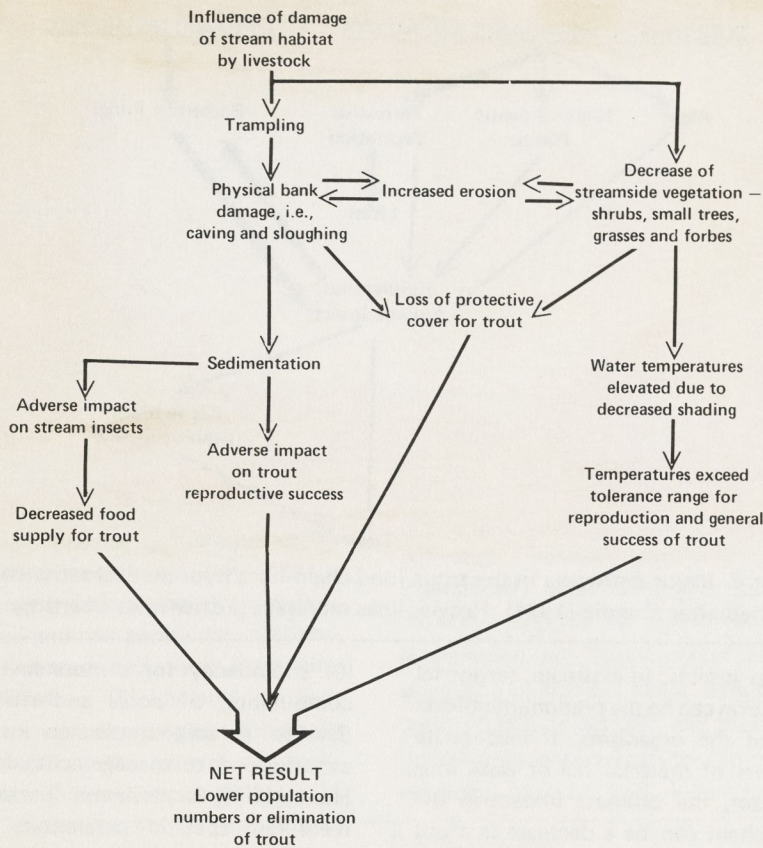 Influence of damage
of stream habitat
by livestock
Trampling
Physical bank
damage, i.e.,
caving and sloughing
Increased erosion
Decrease of
streamside vegetation —
shrubs, small trees,
grasses and forbes
Loss of protective
cover for trout
Sedimentation
Water temperatures
elevated due to
decreased shading
Adverse impact
on stream insects
Adverse impact
on trout
reproductive success
Temperatures exceed
tolerance range for
reproduction and general
success of trout
Decreased food
supply for trout
NET RESULT
Lower population
numbers or elimination
of trout